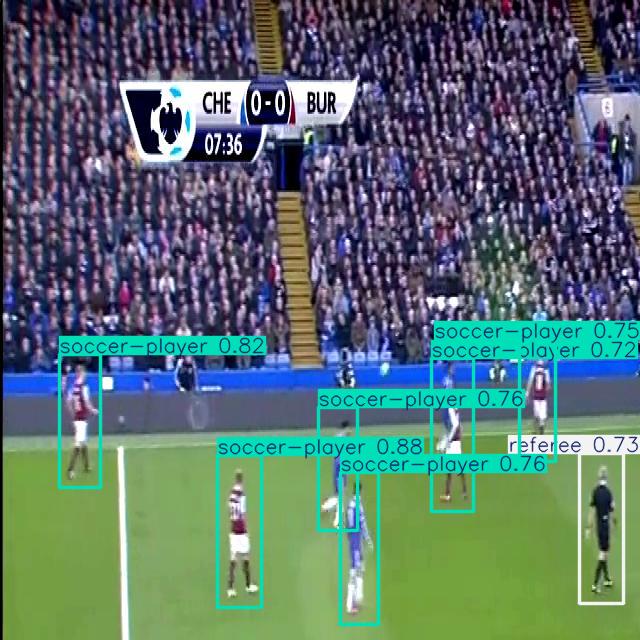 CHE 0-0 BUR
07:36
soccer-player 0.75
soccer-player 0.82
soccer-player 0.72
soccer-player 0.76
soccer-player 0.88
referee 0.73
soccer-player 0.76